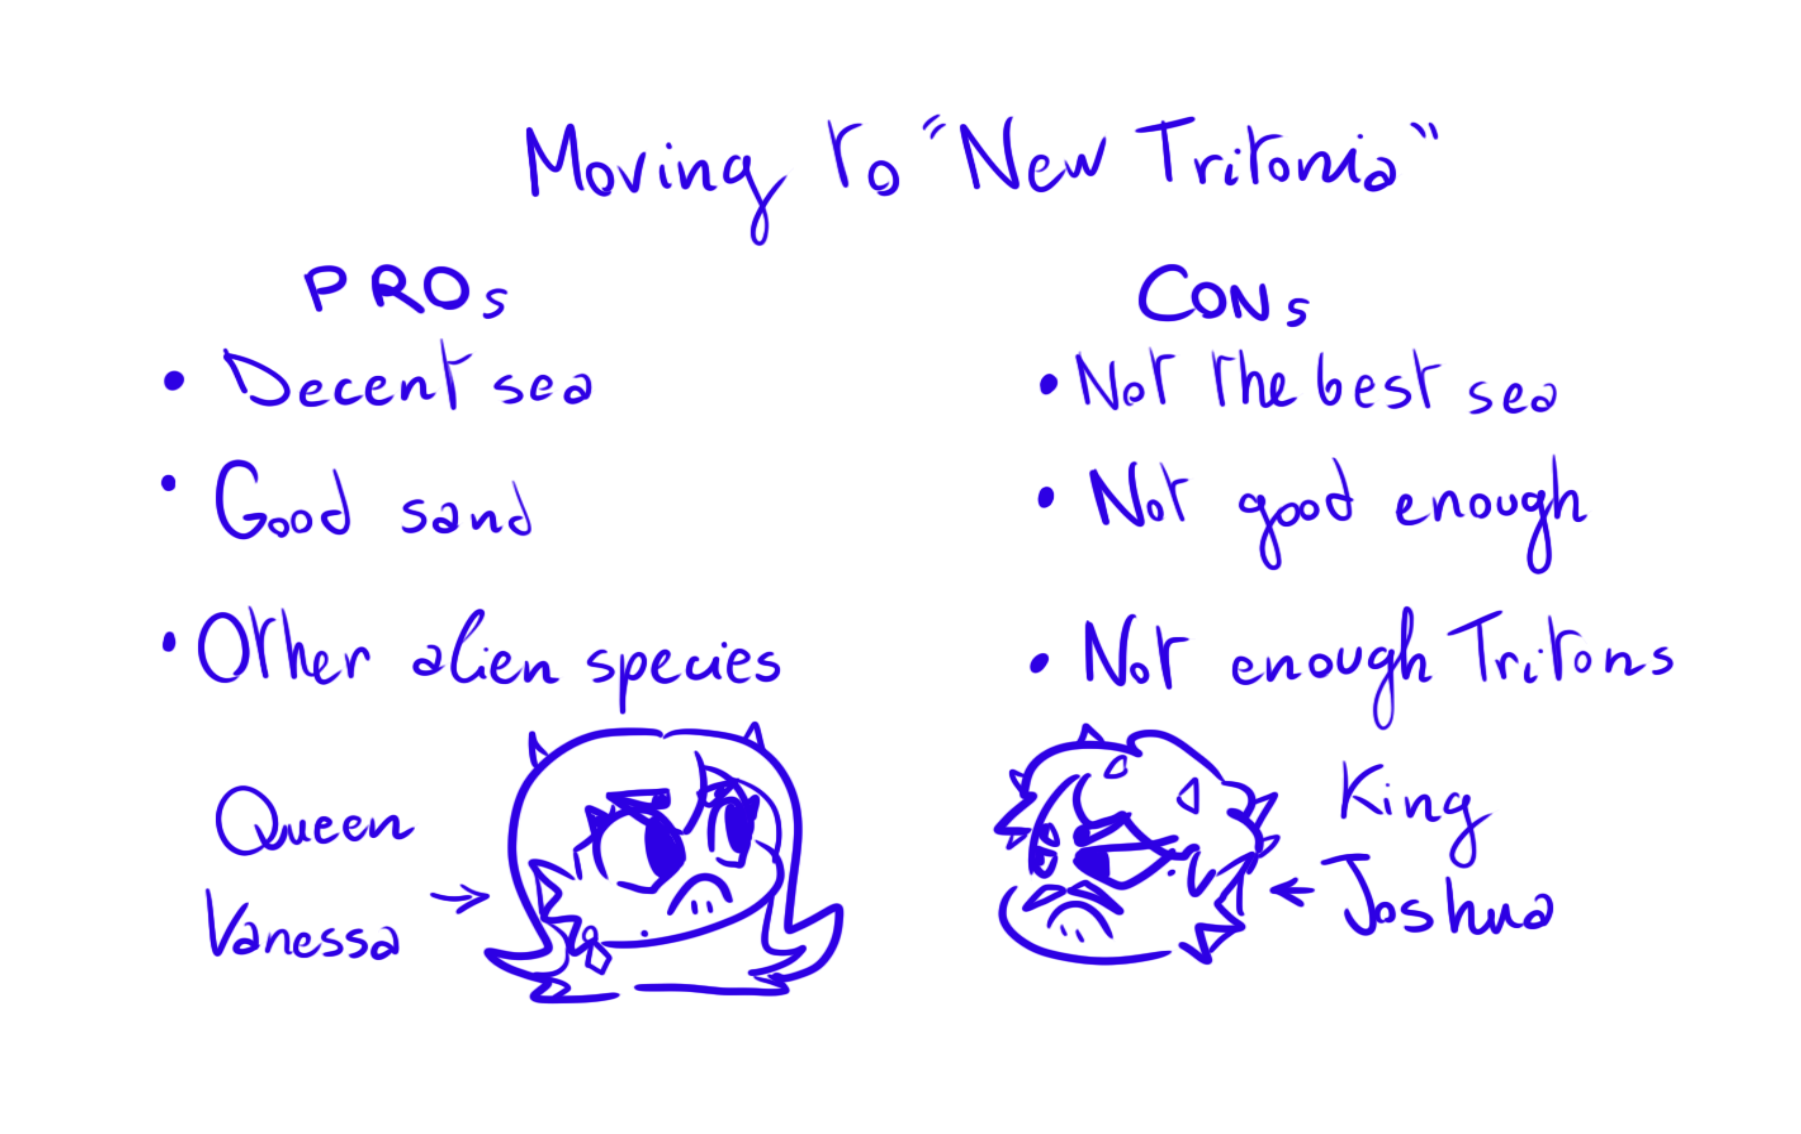 Moving to "New Tritonia"
PROs
• Decent sea
• Good sand
• Other alien species
CONs
• Not the best sea
• Not good enough
• Not enough Tritons
Queen
Vanessa
King
Joshua